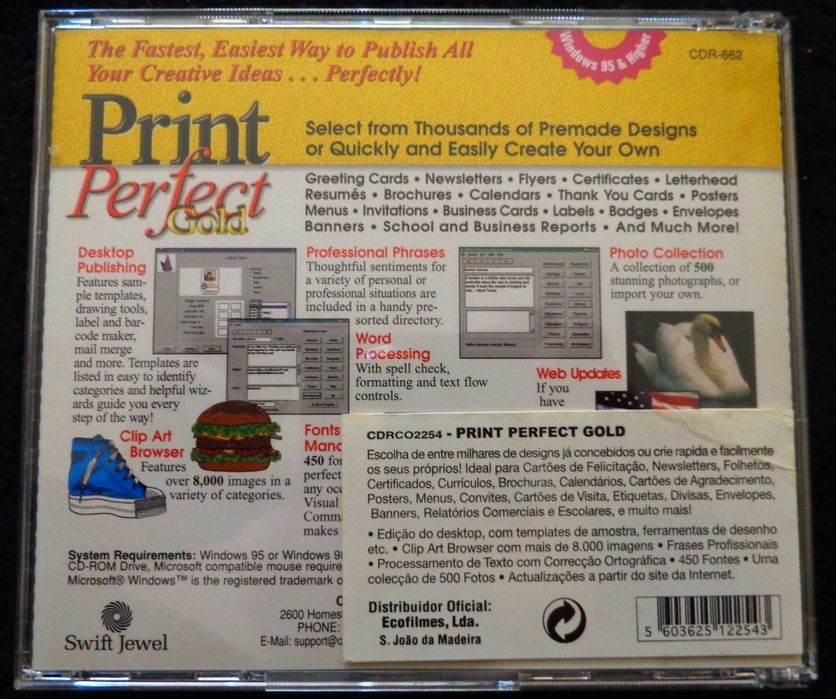 The Fastest, Easiest Way to Publish All
Your Creative Ideas . . . Perfectly!
Windows 95 & Higher
CDR-662
Print
Perfect
Gold
Select from Thousands of Premade Designs
or Quickly and Easily Create Your Own
Greeting Cards • Newsletters • Flyers • Certificates • Letterhead
Resumés • Brochures • Calendars • Thank You Cards • Posters
Menus • Invitations • Business Cards • Labels • Badges • Envelopes
Banners • School and Business Reports • And Much More!
Desktop
Publishing
Features sam-
ple templates,
drawing tools,
label and bar-
code maker,
mail merge
and more. Templates are
listed in easy to identify
categories and helpful wiz-
ards guide you every
step of the way!
Professional Phrases
Thoughtful sentiments for
a variety of personal or
professional situations are
included in a handy pre-
sorted directory.
Word
Processing
With spell check,
formatting and text flow
controls.
Photo Collection
A collection of 500
stunning photographs, or
import your own.
Web Updates
If you
have
Clip Art
Browser
Features
over 8,000 images in a
variety of categories.
Fonts
Mana
450 for
perfect
any occ
Visual
Comma
makes
System Requirements: Windows 95 or Windows 98
CD-ROM Drive, Microsoft compatible mouse require
Microsoft® Windows™ is the registered trademark o
Swift Jewel
2600 Homes
PHONE:
E-Mail: support@c
CDRCO2254 - PRINT PERFECT GOLD
Escolha de entre milhares de designs já concebidos ou crie rapida e facilmente
os seus próprios! Ideal para Cartões de Felicitação, Newsletters, Folhetos,
Certificados, Currículos, Brochuras, Calendários, Cartões de Agradecimento,
Posters, Menus, Convites, Cartões de Visita, Etiquetas, Divisas, Envelopes,
Banners, Relatórios Comerciais e Escolares, e muito mais!
• Edição do desktop, com templates de amostra, ferramentas de desenho
etc. • Clip Art Browser com mais de 8.000 imagens • Frases Profissionais
• Processamento de Texto com Correcção Ortográfica • 450 Fontes • Uma
colecção de 500 Fotos • Actualizações a partir do site da Internet.
Distribuidor Oficial:
Ecofilmes, Lda.
S. João da Madeira
5 603625 122543